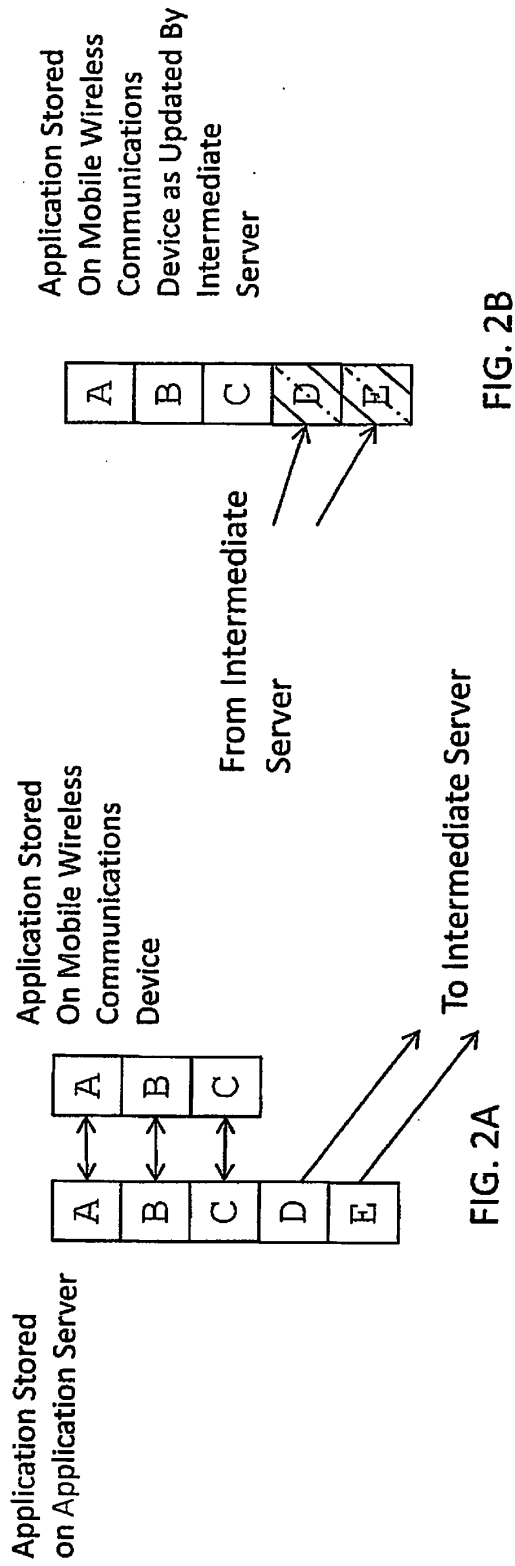 Application Stored
on Application Server
A
B
C
D
E
Application Stored
On Mobile Wireless
Communications
Device
A
B
C
To Intermediate Server
FIG. 2A
From Intermediate
Server
A
B
C
D
E
Application Stored
On Mobile Wireless
Communications
Device as Updated By
Intermediate
Server
FIG. 2B